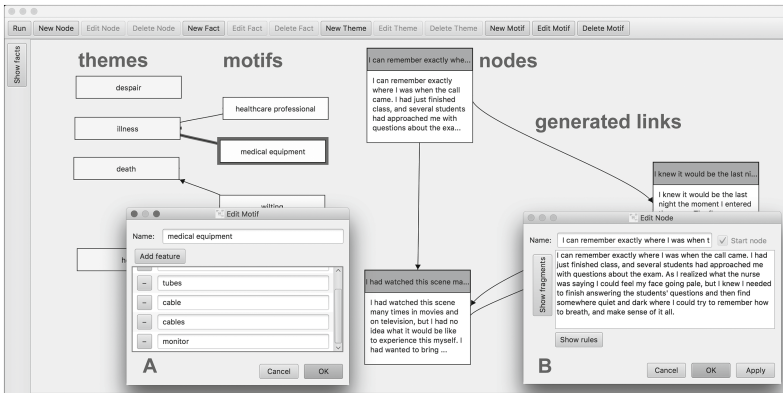 Run New Node Edit Node Delete Node New Fact Edit Fact Delete Fact New Theme Edit Theme Delete Theme New Motif Edit Motif Delete Motif
Show facts
themes
motifs
nodes
generated links
despair
illness
death
healthcare professional
medical equipment
wilting
I can remember exactly whe...
I can remember exactly
where I was when the call
came. I had just finished
class, and several students
had approached me with
questions about the exa...
I knew it would be the last ni...
I knew it would be the last
night the moment I entered
I had watched this scene ma...
I had watched this scene
many times in movies and
on television, but I had no
idea what it would be like
to experience this myself. I
had wanted to bring ...
Edit Motif
Name: medical equipment
Add feature
− tubes
− cable
− cables
− monitor
A
Cancel OK
Edit Node
Name: I can remember exactly where I was when t Start node
Show fragments
I can remember exactly where I was when the call came. I had
just finished class, and several students had approached me
with questions about the exam. As I realized what the nurse
was saying I could feel my face going pale, but I knew I needed
to finish answering the students' questions and then find
somewhere quiet and dark where I could try to remember how
to breath, and make sense of it all.
Show rules
B
Cancel OK Apply